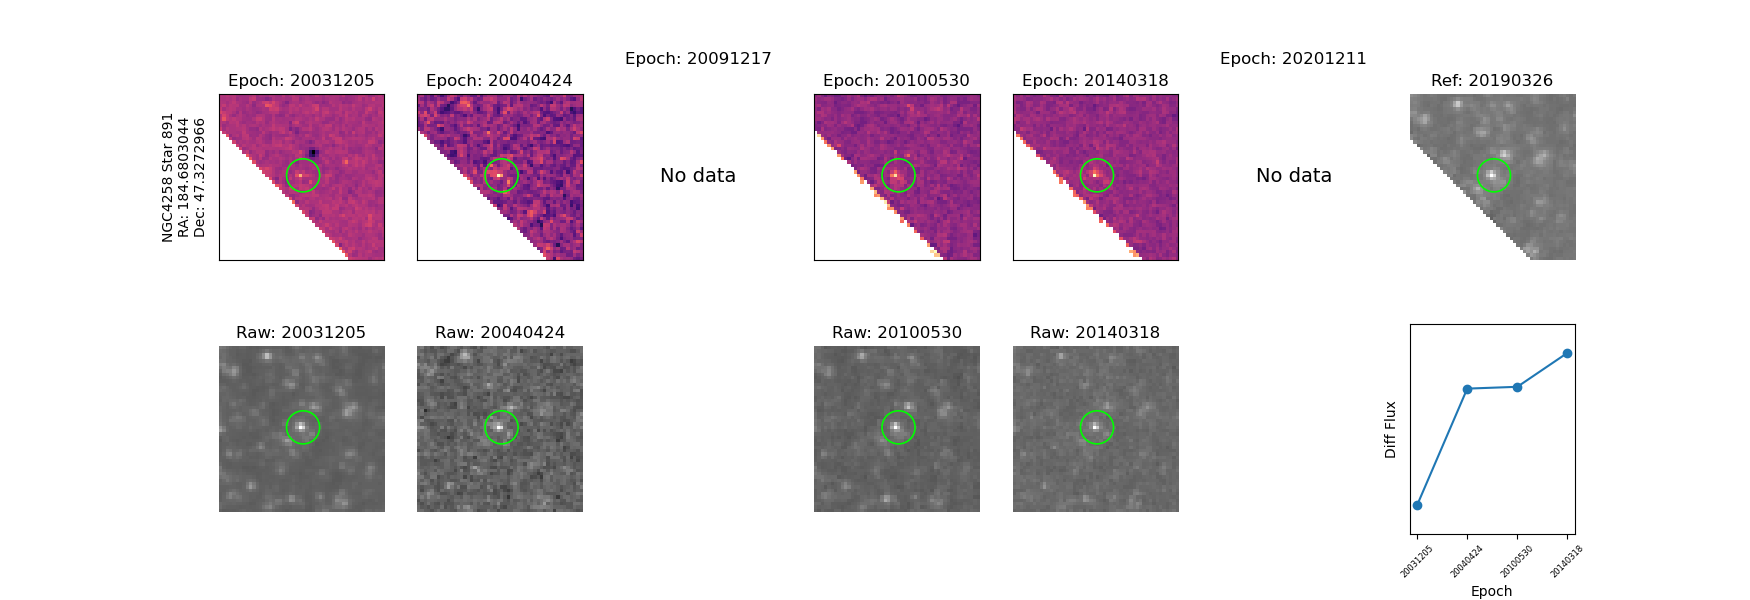 Epoch: 20091217
Epoch: 20201211
Epoch: 20031205
Epoch: 20040424
Epoch: 20100530
Epoch: 20140318
Ref: 20190326
NGC4258 Star 891
RA: 184.6803044
Dec: 47.3272966
No data
No data
Raw: 20031205
Raw: 20040424
Raw: 20100530
Raw: 20140318
Diff Flux
20031205
20040424
20100530
20140318
Epoch